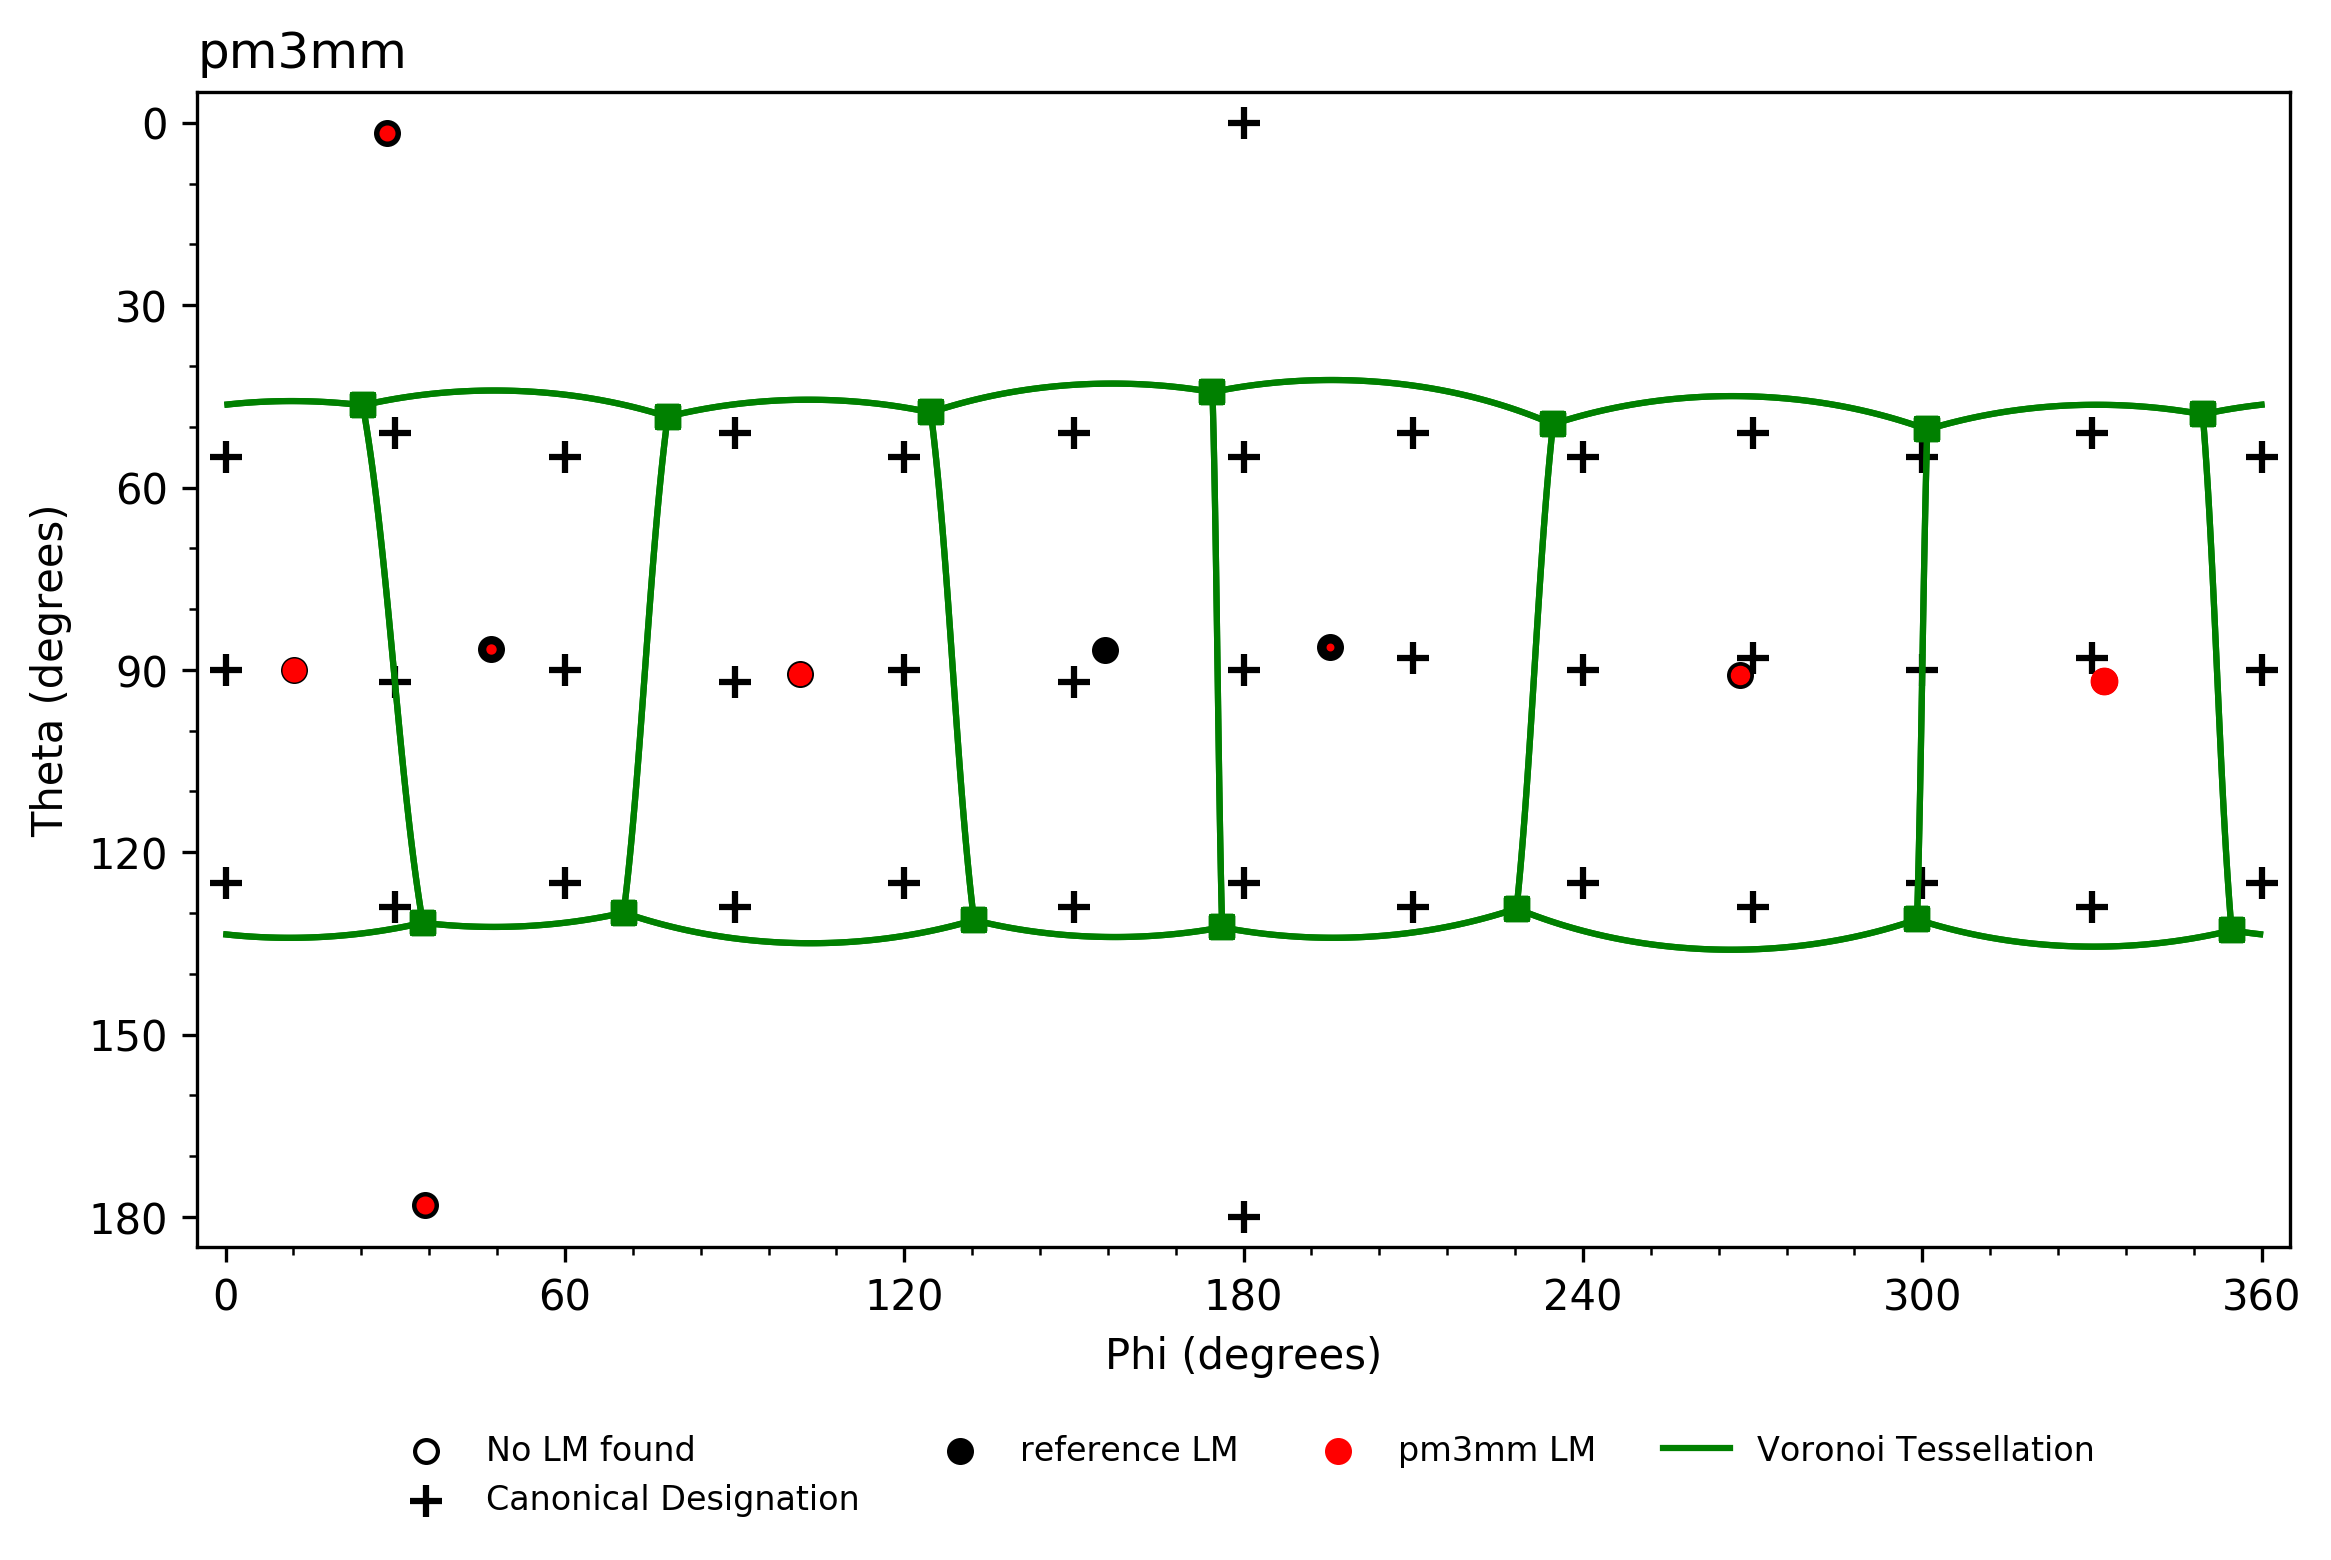 pm3mm
0
30
60
90
120
150
180
Theta (degrees)
0 60 120 180 240 300 360
Phi (degrees)
No LM found reference LM pm3mm LM Voronoi Tessellation
Canonical Designation